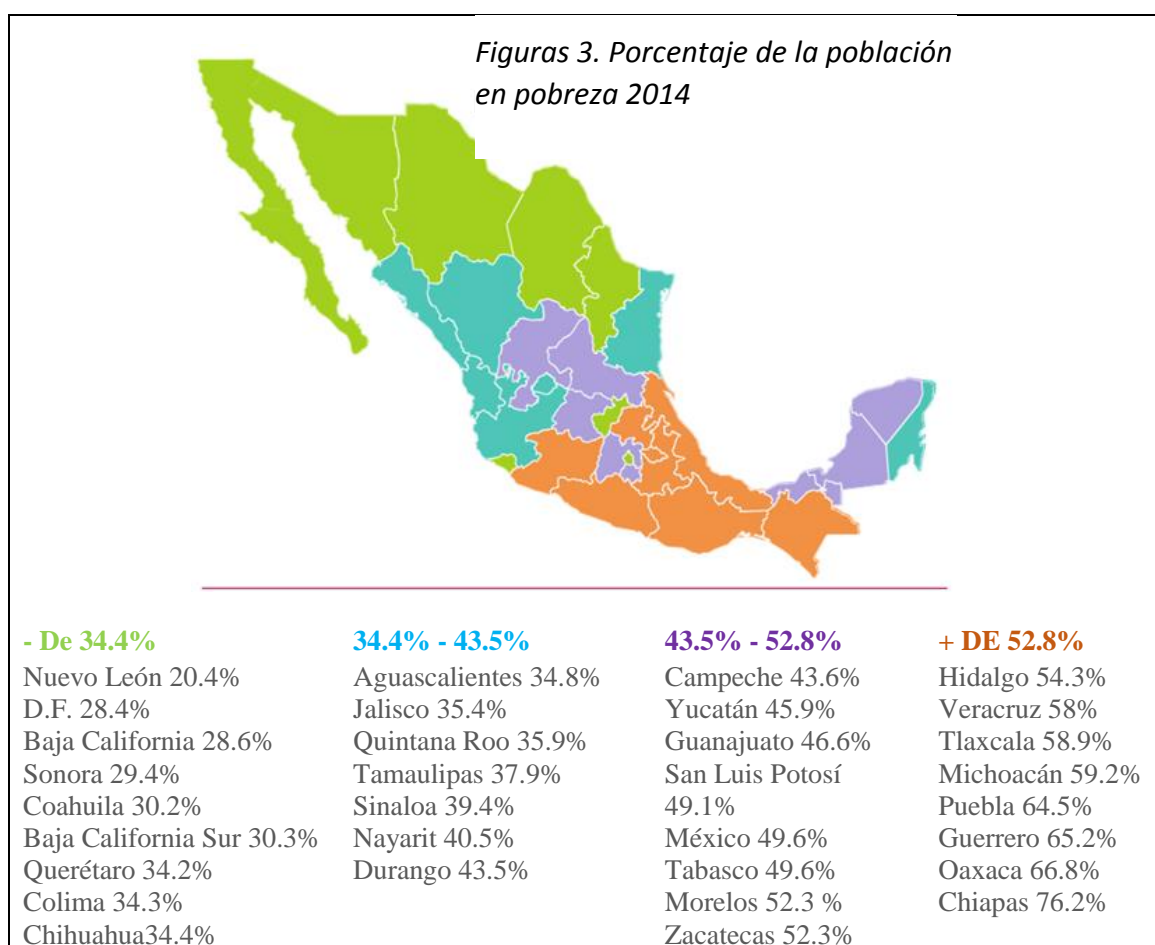 Figuras 3. Porcentaje de la población
en pobreza 2014
- De 34.4%
Nuevo León 20.4%
D.F. 28.4%
Baja California 28.6%
Sonora 29.4%
Coahuila 30.2%
Baja California Sur 30.3%
Querétaro 34.2%
Colima 34.3%
Chihuahua34.4%
34.4% - 43.5%
Aguascalientes 34.8%
Jalisco 35.4%
Quintana Roo 35.9%
Tamaulipas 37.9%
Sinaloa 39.4%
Nayarit 40.5%
Durango 43.5%
43.5% - 52.8%
Campeche 43.6%
Yucatán 45.9%
Guanajuato 46.6%
San Luis Potosí
49.1%
México 49.6%
Tabasco 49.6%
Morelos 52.3 %
Zacatecas 52.3%
+ DE 52.8%
Hidalgo 54.3%
Veracruz 58%
Tlaxcala 58.9%
Michoacán 59.2%
Puebla 64.5%
Guerrero 65.2%
Oaxaca 66.8%
Chiapas 76.2%